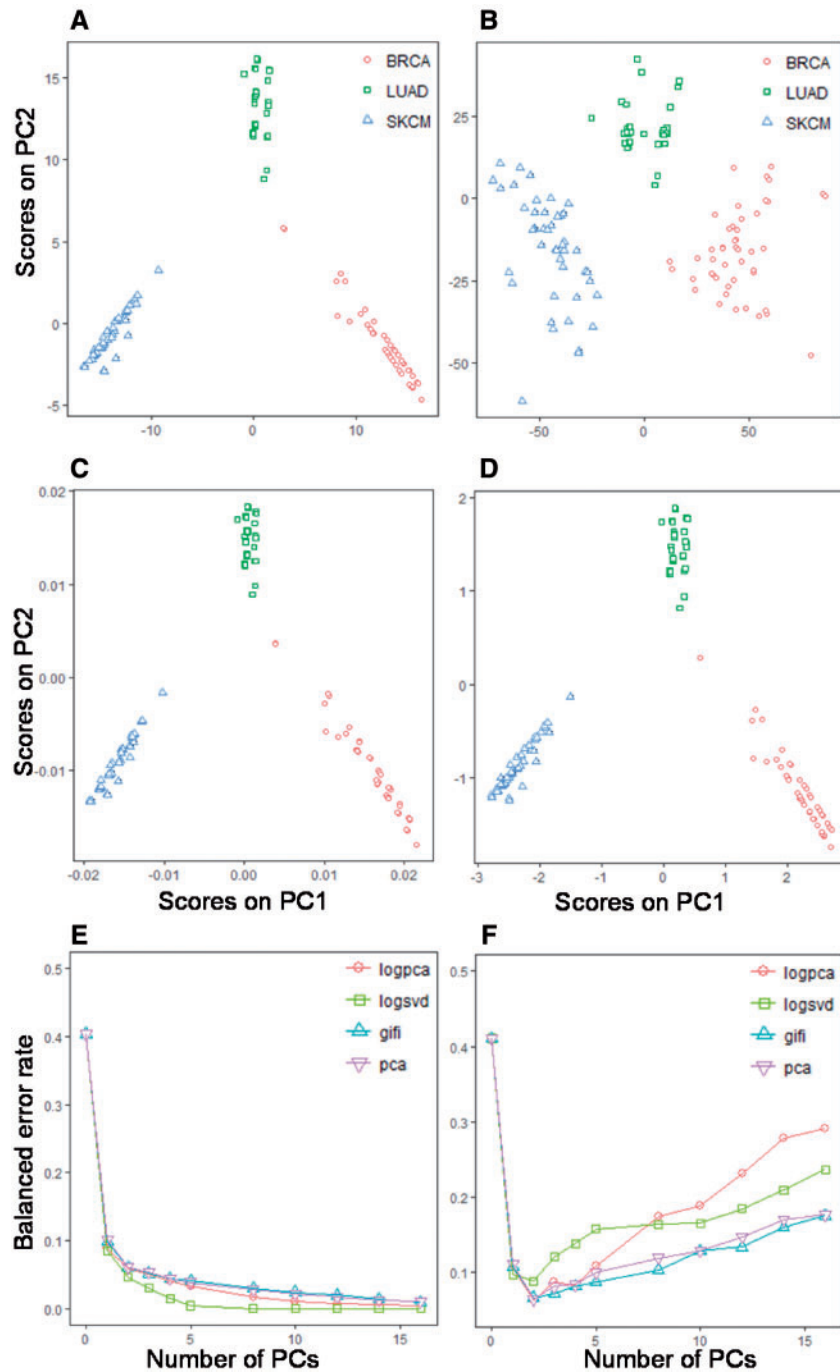 A
B
15
10
5
0
-5
-10
0
10
BRCA
LUAD
SKCM
Scores on PC2
25
0
-25
-50
-50
0
50
BRCA
LUAD
SKCM
C
D
0.02
0.01
0.00
-0.01
-0.02
-0.01
0.00
0.01
0.02
Scores on PC2
Scores on PC1
2
1
0
-1
-3
-2
-1
0
1
2
Scores on PC1
E
F
0.5
0.4
0.3
0.2
0.1
0.0
0
5
10
15
logpca
logsvd
gifi
pca
Balanced error rate
Number of PCs
0.5
0.4
0.3
0.2
0.1
0
5
10
15
logpca
logsvd
gifi
pca
Number of PCs